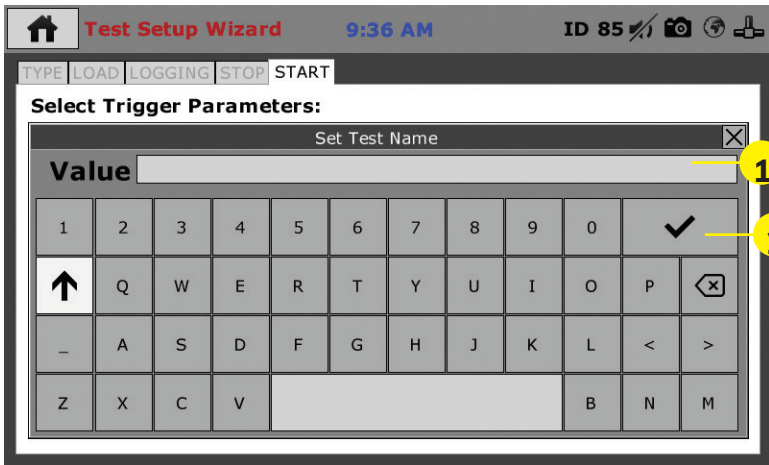 Test Setup Wizard 9:36 AM ID 85
TYPE LOAD LOGGING STOP START
Select Trigger Parameters:
Set Test Name
Value 1
1 2 3 4 5 6 7 8 9 0
Q W E R T Y U I O P
_ A S D F G H J K L < >
Z X C V B N M